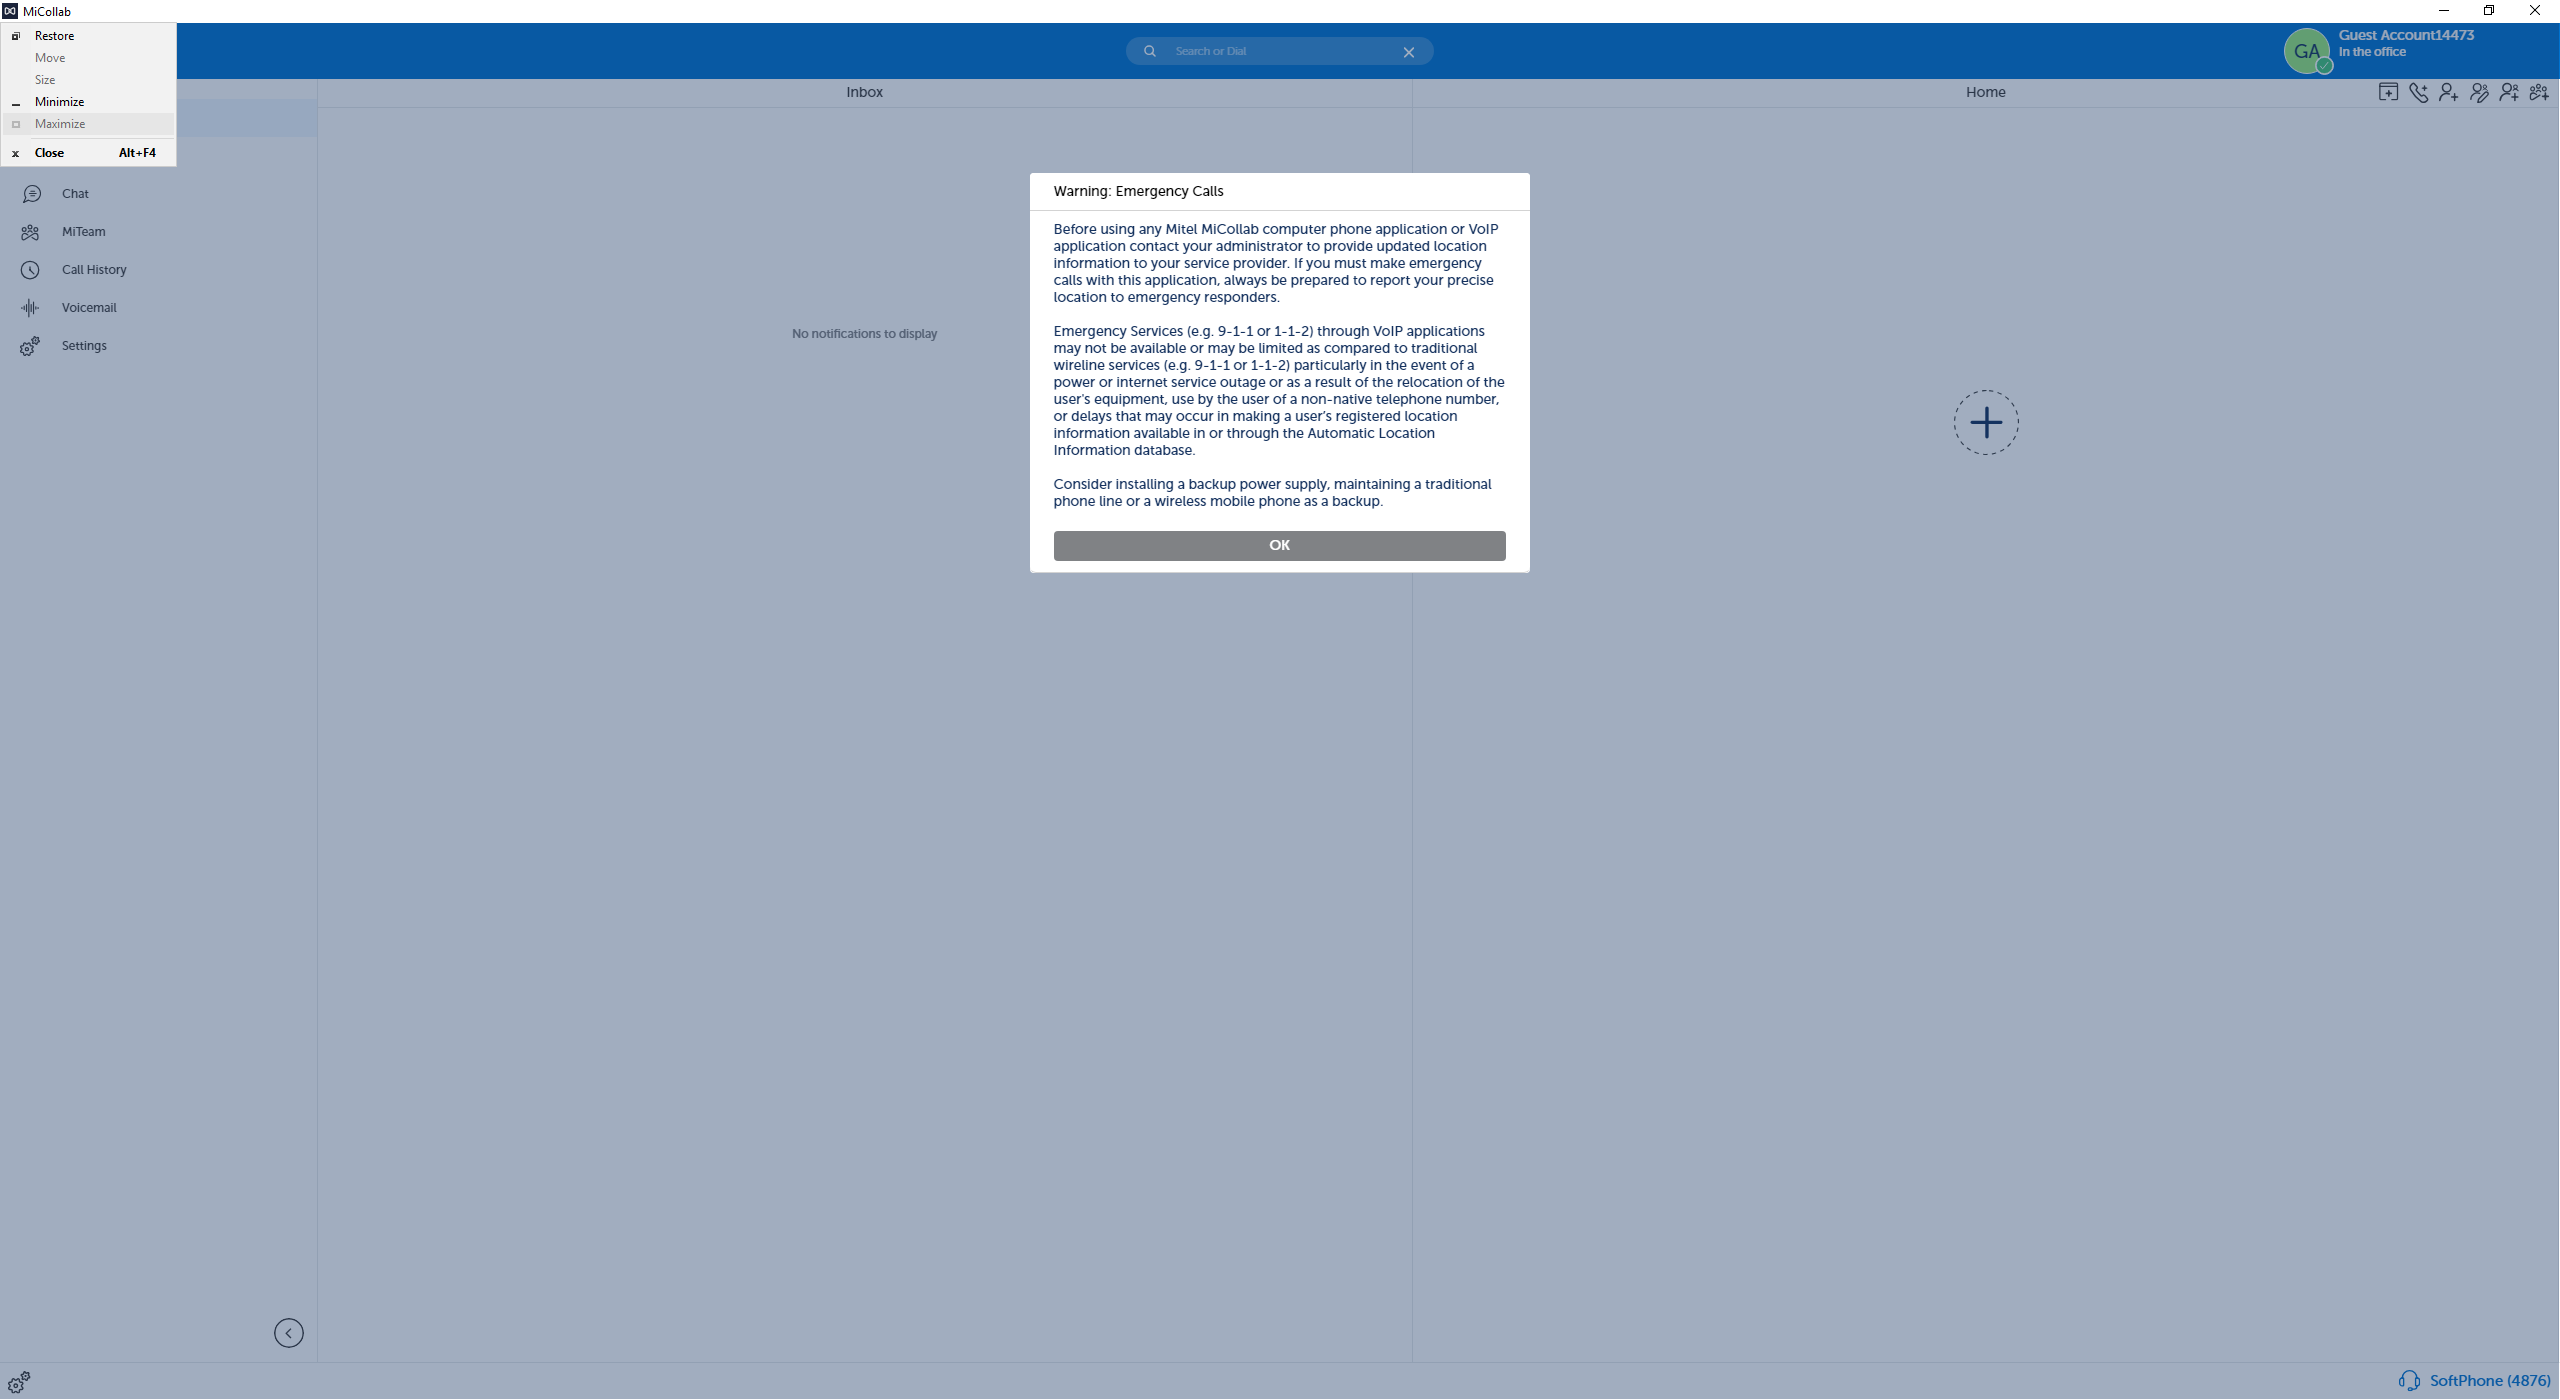 MiCollab
Restore
Move
Size
Minimize
Maximize
Close Alt+F4
Search or Dial
GA
Guest Account14473
In the office
Inbox
Home
Chat
MiTeam
Call History
Voicemail
Settings
No notifications to display
Warning: Emergency Calls
Before using any Mitel MiCollab computer phone application or VoIP
application contact your administrator to provide updated location
information to your service provider. If you must make emergency
calls with this application, always be prepared to report your precise
location to emergency responders.
Emergency Services (e.g. 9-1-1 or 1-1-2) through VoIP applications
may not be available or may be limited as compared to traditional
wireline services (e.g. 9-1-1 or 1-1-2) particularly in the event of a
power or internet service outage or as a result of the relocation of the
user's equipment, use by the user of a non-native telephone number,
or delays that may occur in making a user’s registered location
information available in or through the Automatic Location
Information database.
Consider installing a backup power supply, maintaining a traditional
phone line or a wireless mobile phone as a backup.
OK
SoftPhone (4876)